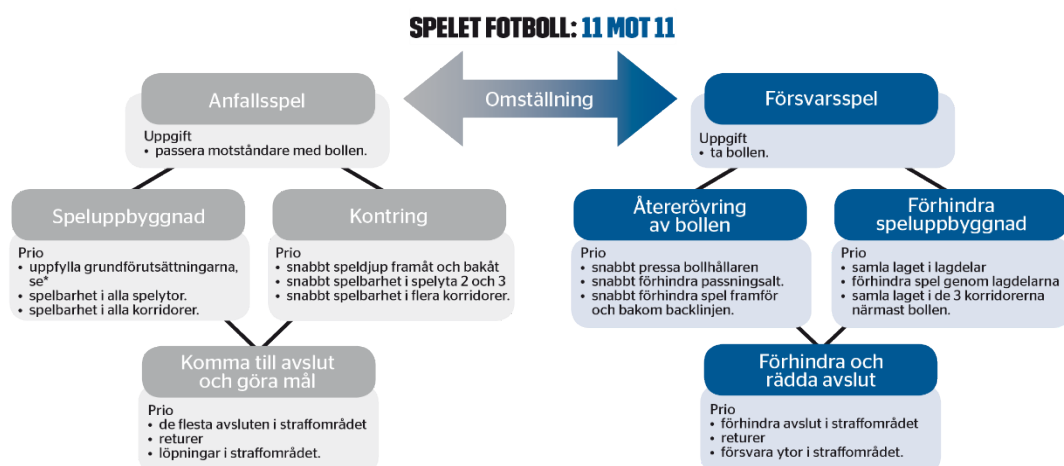 SPELET FOTBOLL: 11 MOT 11
Omställning
Anfallsspel
Uppgift
• passera motståndare med bollen.
Speluppbyggnad
Prio
• uppfylla grundförutsättningarna,
se*
• spelbarhet i alla spelytor.
• spelbarhet i alla korridorer.
Kontring
Prio
• snabbt speldjup framåt och bakåt
• snabbt spelbarhet i spelyta 2 och 3
• snabbt spelbarhet i flera korridorer.
Komma till avslut
och göra mål
Prio
• de flesta avsluten i straffområdet
• returer
• löpningar i straffområdet.
Försvarsspel
Uppgift
• ta bollen.
Återerövring
av bollen
Prio
• snabbt pressa bollhållaren
• snabbt förhindra passningsalt.
• snabbt förhindra spel framför
och bakom backlinjen.
Förhindra
speluppbyggnad
Prio
• samla laget i lagdelar
• förhindra spel genom lagdelarna
• samla laget i de 3 korridorerna
närmast bollen.
Förhindra och
rädda avslut
Prio
• förhindra avslut i straffområdet
• returer
• försvara ytor i straffområdet.